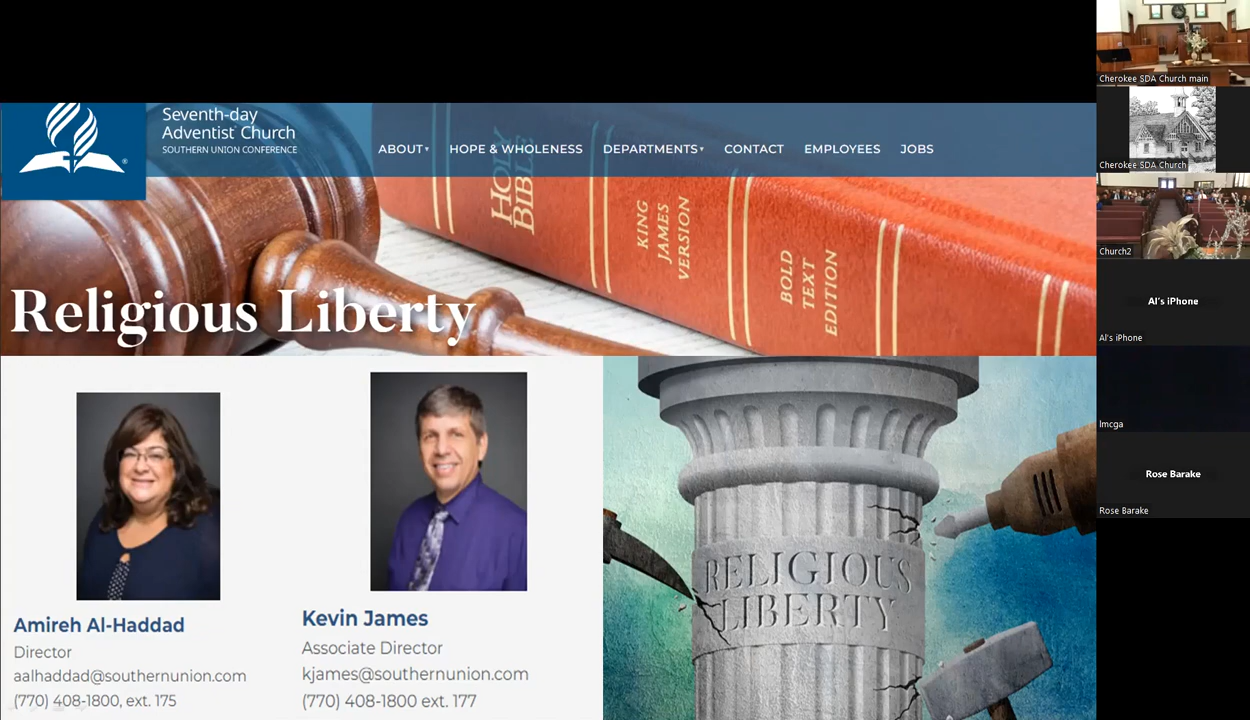 Seventh-day
Adventist Church
SOUTHERN UNION CONFERENCE
®
ABOUT
HOPE & WHOLENESS
DEPARTMENTS
CONTACT
EMPLOYEES
JOBS
HOLY
BIBLE
KING
JAMES
VERSION
BOLD
TEXT
EDITION
Religious Liberty
Amireh Al-Haddad
Director
aalhaddad@southernunion.com
(770) 408-1800, ext. 175
Kevin James
Associate Director
kjames@southernunion.com
(770) 408-1800 ext. 177
RELIGIOUS
LIBERTY
Cherokee SDA Church main
Cherokee SDA Church
Church2
Al's iPhone
Al's iPhone
lmcga
Rose Barake
Rose Barake